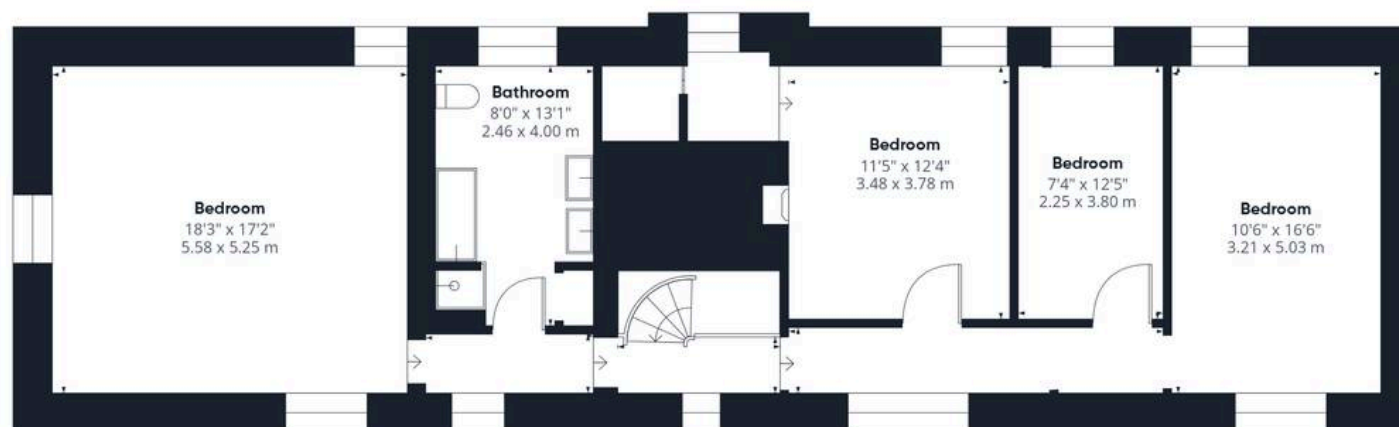 Bedroom
18'3" x 17'2"
5.58 x 5.25 m
Bathroom
8'0" x 13'1"
2.46 x 4.00 m
Bedroom
11'5" x 12'4"
3.48 x 3.78 m
Bedroom
7'4" x 12'5"
2.25 x 3.80 m
Bedroom
10'6" x 16'6"
3.21 x 5.03 m